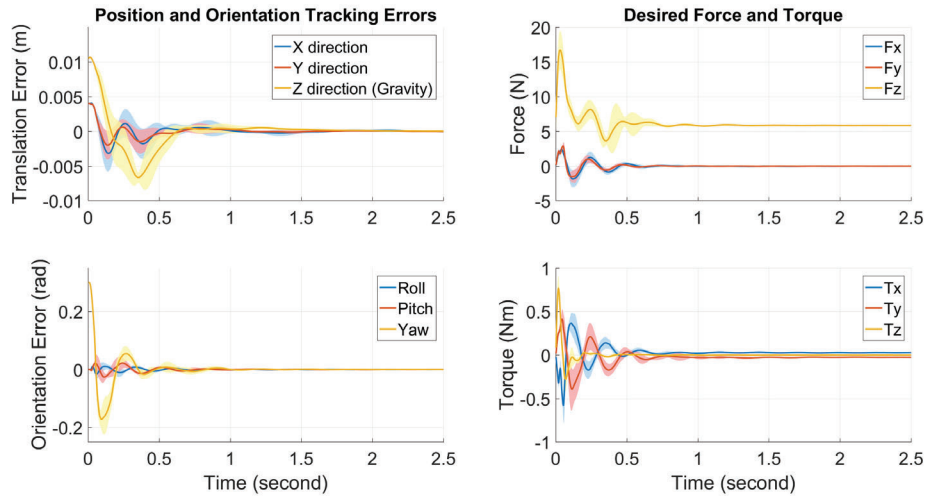 Position and Orientation Tracking Errors
Translation Error (m)
0.01
0.005
0
-0.005
-0.01
X direction
Y direction
Z direction (Gravity)
0 0.5 1 1.5 2 2.5
Desired Force and Torque
Force (N)
20
15
10
5
0
-5
Fx
Fy
Fz
0 0.5 1 1.5 2 2.5
Orientation Error (rad)
0.2
0
-0.2
Roll
Pitch
Yaw
0 0.5 1 1.5 2 2.5
Time (second)
Torque (Nm)
1
0.5
0
-0.5
-1
Tx
Ty
Tz
0 0.5 1 1.5 2 2.5
Time (second)